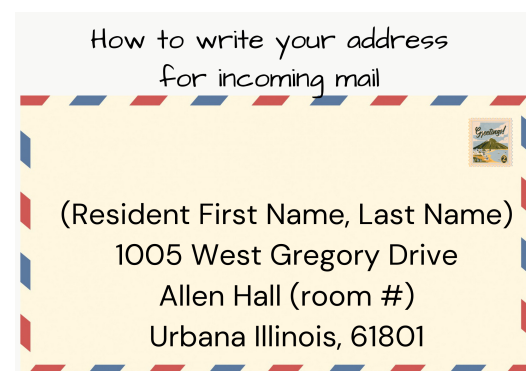 How to write your address
for incoming mail
Greetings!
(Resident First Name, Last Name)
1005 West Gregory Drive
Allen Hall (room #)
Urbana Illinois, 61801